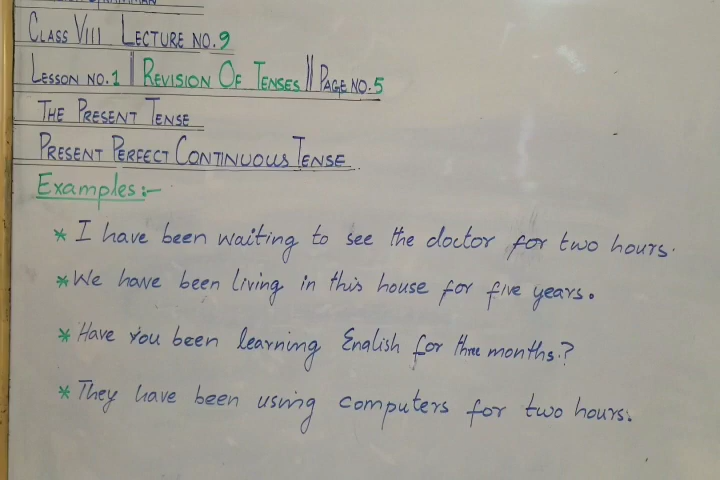 CLASS VIII LECTURE NO.9
LESSON NO.1 || REVISION OF TENSES || PAGE NO.5
THE PRESENT TENSE
PRESENT PERFECT CONTINUOUS TENSE
Examples:-
* I have been waiting to see the doctor for two hours.
* We have been living in this house for five years.
* Have You been learning English for three months.?
* They have been using computers for two hours.